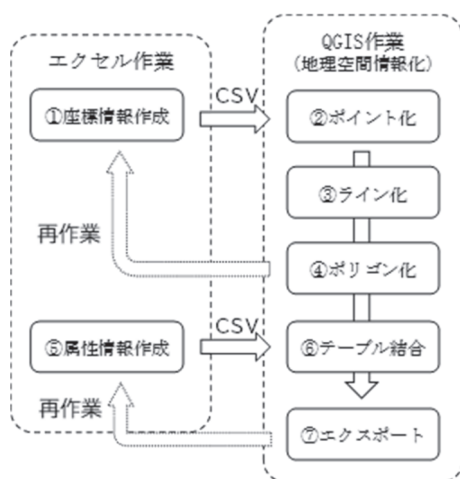 エクセル作業
QGIS作業
(地理空間情報化)
①座標情報作成
CSV
②ポイント化
③ライン化
再作業
④ポリゴン化
⑤属性情報作成
CSV
⑥テーブル結合
再作業
⑦エクスポート